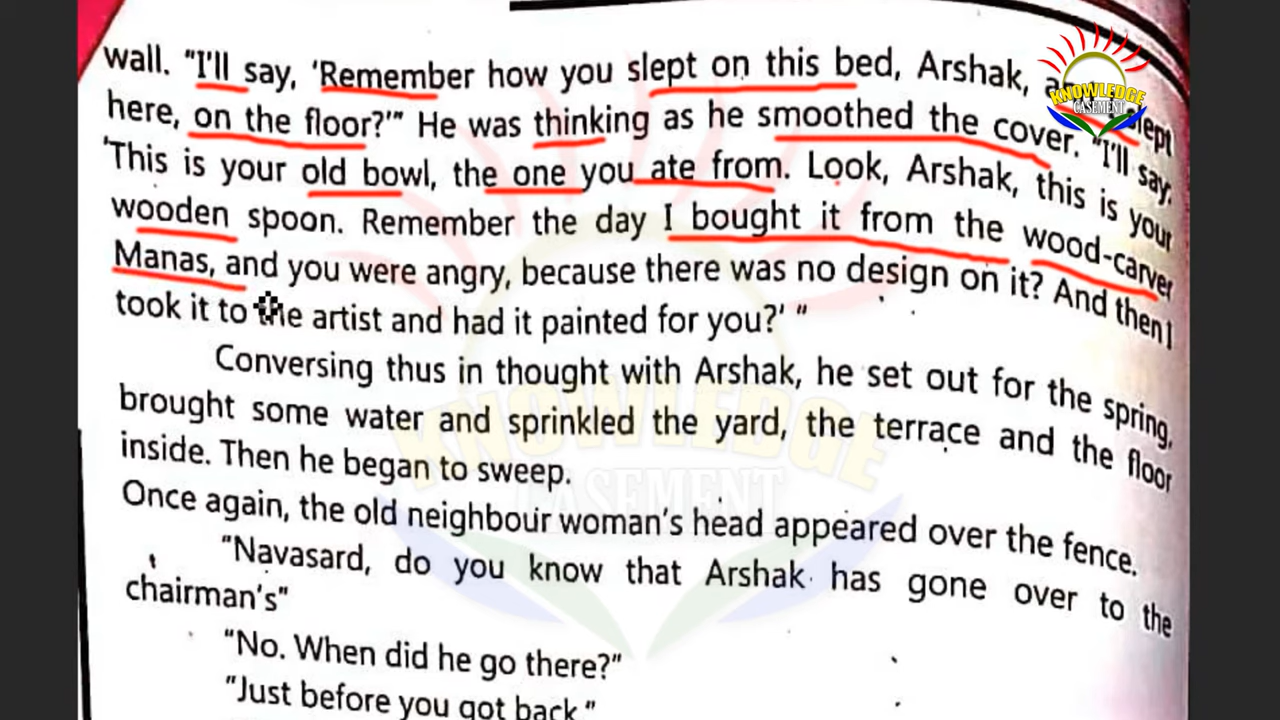 wall. "I'll say, 'Remember how you slept on this bed, Arshak, slept
here, on the floor?'" He was thinking as he smoothed the cover. "I'll say,
'This is your old bowl, the one you ate from. Look, Arshak, this is your
wooden spoon. Remember the day I bought it from the wood-carver
Manas, and you were angry, because there was no design on it? And then I
took it to the artist and had it painted for you?' "
Conversing thus in thought with Arshak, he set out for the spring,
brought some water and sprinkled the yard, the terrace and the floor
inside. Then he began to sweep.
Once again, the old neighbour woman's head appeared over the fence.
"Navasard, do you know that Arshak has gone over to the
chairman's"
"No. When did he go there?"
"Just before you got back."
KNOWLEDGE
CASEMENT
KNOWLEDGE
CASEMENT